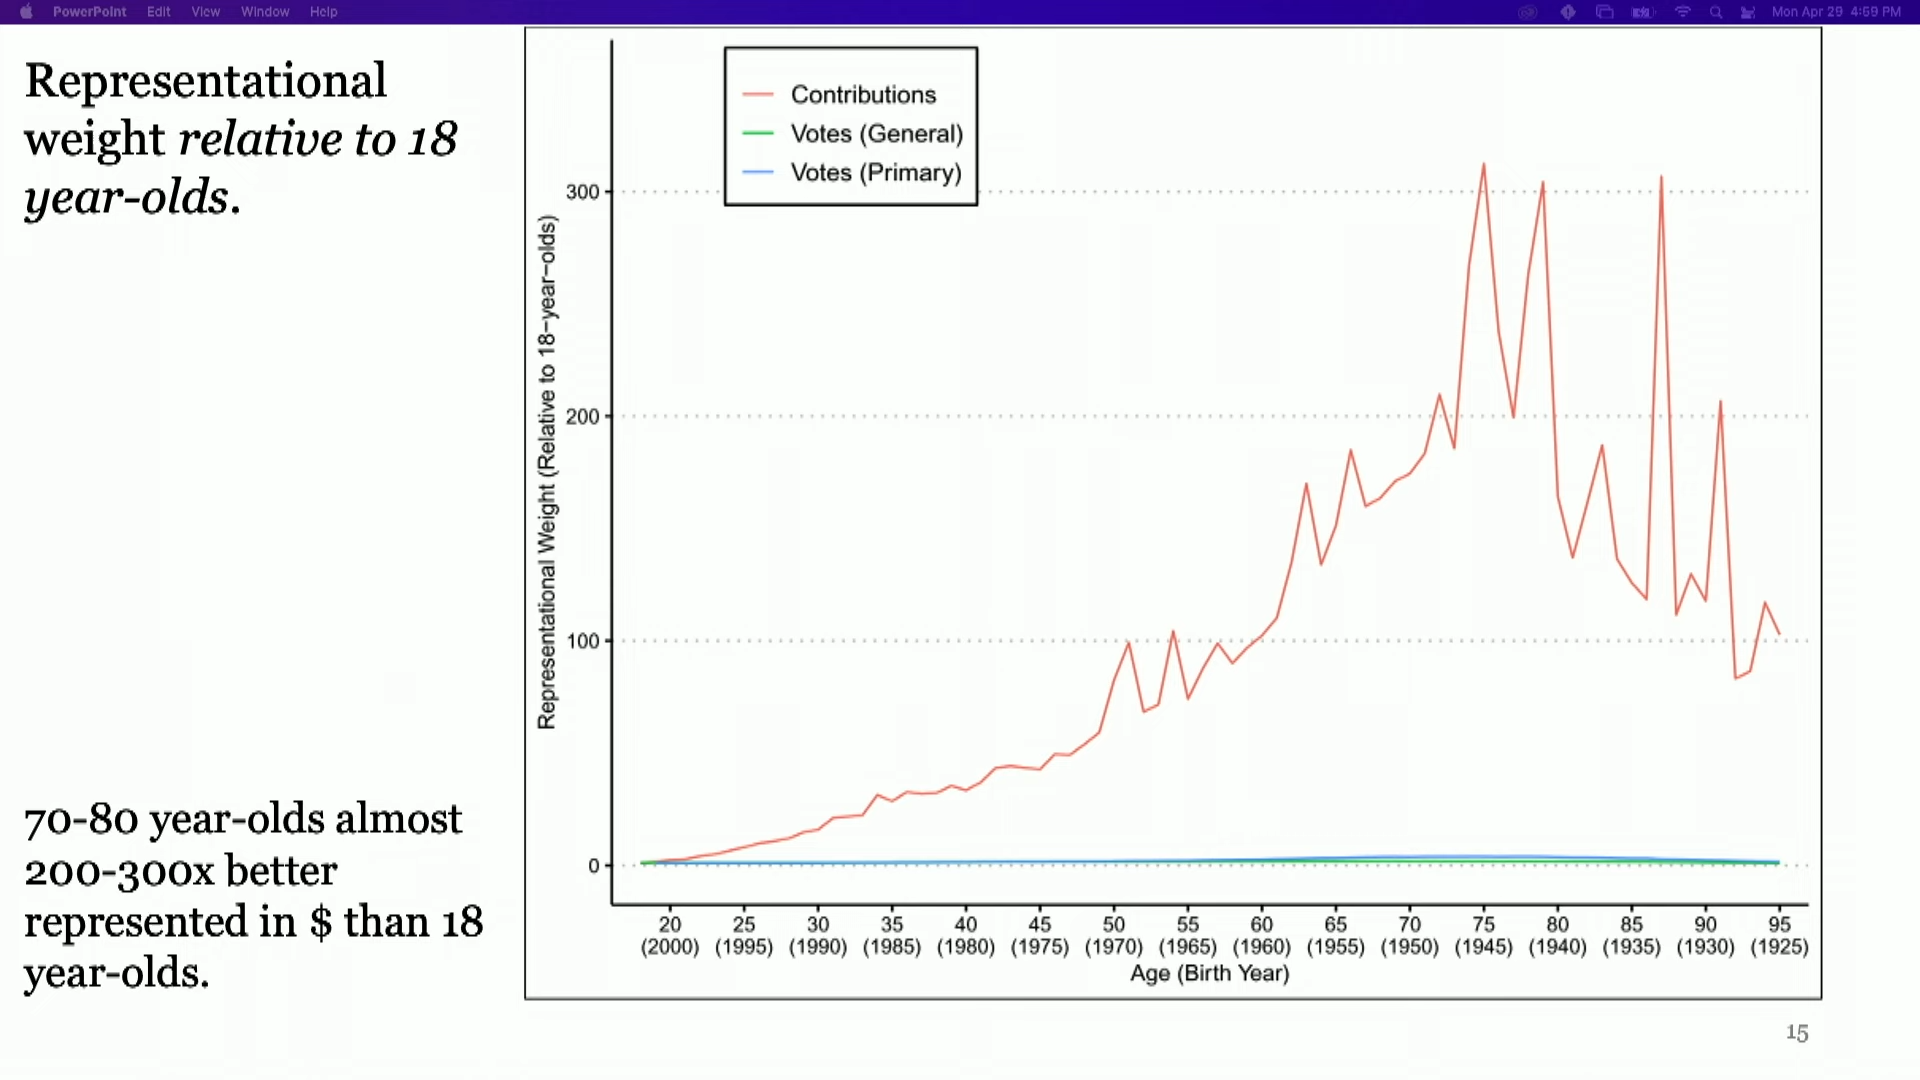 PowerPoint Edit View Window Help Mon Apr 29 4:59 PM
Representational
weight relative to 18
year-olds.
70-80 year-olds almost
200-300x better
represented in $ than 18
year-olds.
Contributions
Votes (General)
Votes (Primary)
Representational Weight (Relative to 18-year-olds)
300
200
100
0
20 25 30 35 40 45 50 55 60 65 70 75 80 85 90 95
(2000) (1995) (1990) (1985) (1980) (1975) (1970) (1965) (1960) (1955) (1950) (1945) (1940) (1935) (1930) (1925)
Age (Birth Year)
15